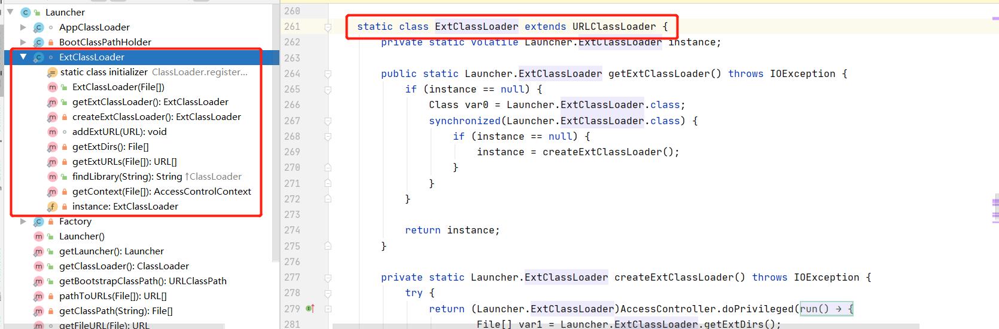 Launcher
AppClassLoader
BootClassPathHolder
ExtClassLoader
static class initializer ClassLoader.register...
ExtClassLoader(File[])
getExtClassLoader(): ExtClassLoader
createExtClassLoader(): ExtClassLoader
addExtURL(URL): void
getExtDirs(): File[]
getExtURLs(File[]): URL[]
findLibrary(String): String ↑ClassLoader
getContext(File[]): AccessControlContext
instance: ExtClassLoader
Factory
Launcher()
getLauncher(): Launcher
getClassLoader(): ClassLoader
getBootstrapClassPath(): URLClassPath
pathToURLs(File[]): URL[]
getClassPath(String): File[]
getFileURL(File): URL
260
261 static class ExtClassLoader extends URLClassLoader {
262 private static volatile Launcher.ExtClassLoader instance;
263
264 public static Launcher.ExtClassLoader getExtClassLoader() throws IOException {
265 if (instance == null) {
266 Class var0 = Launcher.ExtClassLoader.class;
267 synchronized(Launcher.ExtClassLoader.class) {
268 if (instance == null) {
269 instance = createExtClassLoader();
270 }
271 }
272 }
273
274 return instance;
275 }
276
277 private static Launcher.ExtClassLoader createExtClassLoader() throws IOException {
278 try {
279 return (Launcher.ExtClassLoader)AccessController.doPrivileged(run() → {
281 File[] var1 = Launcher.ExtClassLoader.getExtDirs();